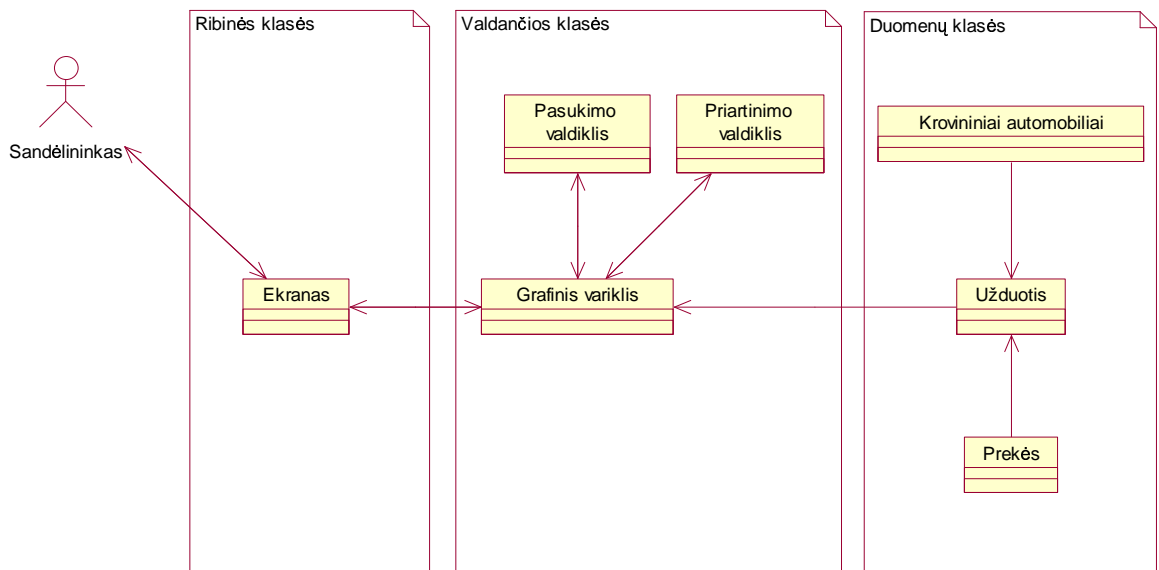 Ribinės klasės
Valdančios klasės
Duomenų klasės
Sandėlininkas
Pasukimo
valdiklis
Priartinimo
valdiklis
Krovininiai automobiliai
Ekranas
Grafinis variklis
Užduotis
Prekės